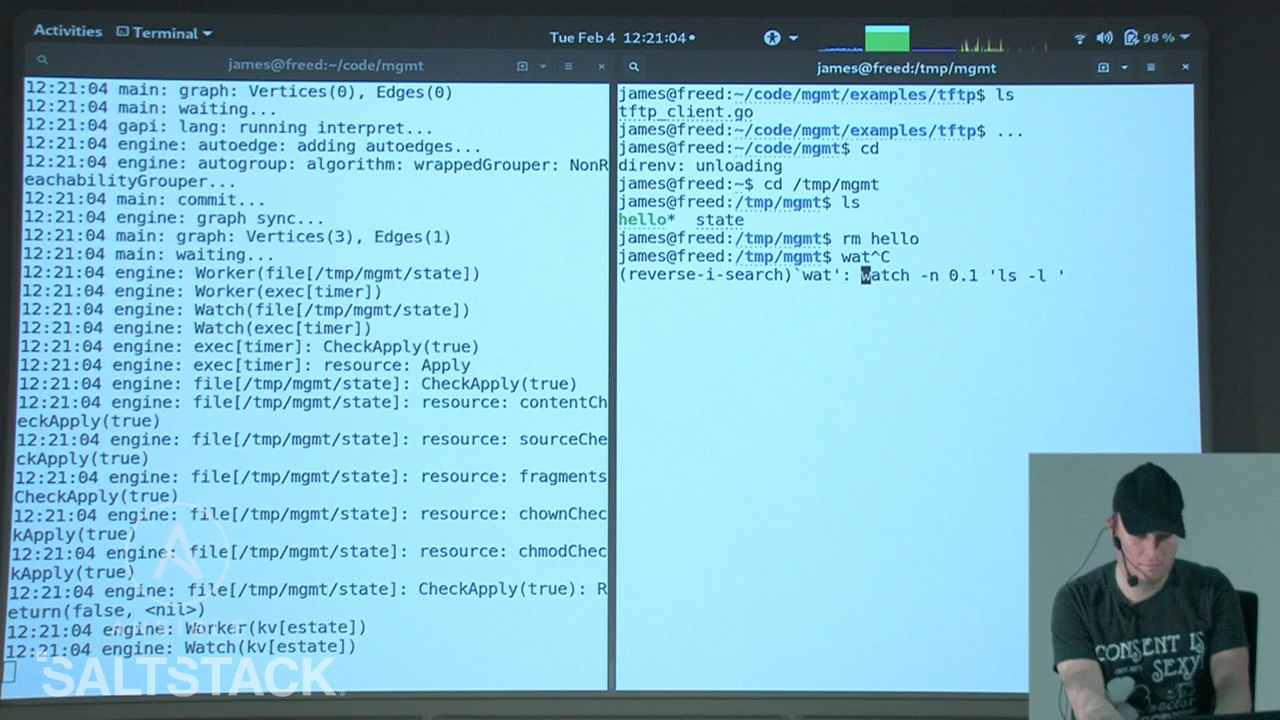 Activities Terminal Tue Feb 4 12:21:04 98 %
james@freed:~/code/mgmt
12:21:04 main: graph: Vertices(0), Edges(0)
12:21:04 main: waiting...
12:21:04 gapi: lang: running interpret...
12:21:04 engine: autoedge: adding autoedges...
12:21:04 engine: autogroup: algorithm: wrappedGrouper: NonR
eachabilityGrouper...
12:21:04 main: commit...
12:21:04 engine: graph sync...
12:21:04 main: graph: Vertices(3), Edges(1)
12:21:04 main: waiting...
12:21:04 engine: Worker(file[/tmp/mgmt/state])
12:21:04 engine: Worker(exec[timer])
12:21:04 engine: Watch(file[/tmp/mgmt/state])
12:21:04 engine: Watch(exec[timer])
12:21:04 engine: exec[timer]: CheckApply(true)
12:21:04 engine: exec[timer]: resource: Apply
12:21:04 engine: file[/tmp/mgmt/state]: CheckApply(true)
12:21:04 engine: file[/tmp/mgmt/state]: resource: contentCh
eckApply(true)
12:21:04 engine: file[/tmp/mgmt/state]: resource: sourceChe
ckApply(true)
12:21:04 engine: file[/tmp/mgmt/state]: resource: fragments
CheckApply(true)
12:21:04 engine: file[/tmp/mgmt/state]: resource: chownChec
kApply(true)
12:21:04 engine: file[/tmp/mgmt/state]: resource: chmodChec
kApply(true)
12:21:04 engine: file[/tmp/mgmt/state]: CheckApply(true): R
eturn(false, <nil>)
12:21:04 engine: Worker(kv[estate])
12:21:04 engine: Watch(kv[estate])
SALTSTACK
james@freed:/tmp/mgmt
james@freed:~/code/mgmt/examples/tftp$ ls
tftp_client.go
james@freed:~/code/mgmt/examples/tftp$ ...
james@freed:~/code/mgmt$ cd
direnv: unloading
james@freed:~$ cd /tmp/mgmt
james@freed:/tmp/mgmt$ ls
hello* state
james@freed:/tmp/mgmt$ rm hello
james@freed:/tmp/mgmt$ wat^C
(reverse-i-search)`wat': watch -n 0.1 'ls -l '
CONSENT IS
SEXY!